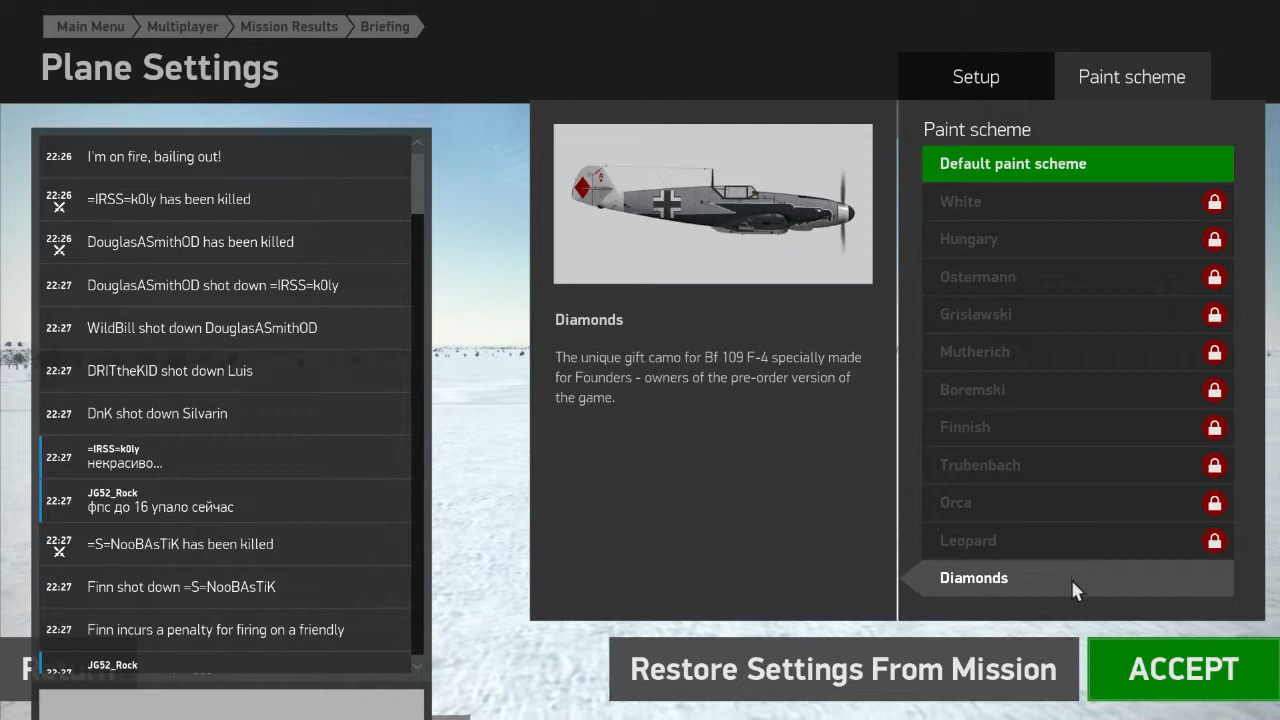 Main Menu
Multiplayer
Mission Results
Briefing
Plane Settings
Setup
Paint scheme
22:26
I'm on fire, bailing out!
22:26
=IRSS=k0ly has been killed
22:26
DouglasASmithOD has been killed
22:27
DouglasASmithOD shot down =IRSS=k0ly
22:27
WildBill shot down DouglasASmithOD
22:27
DRITtheKID shot down Luis
22:27
DnK shot down Silvarin
=IRSS=k0ly
22:27
некрасиво...
JG52_Rock
22:27
фпс до 16 упало сейчас
22:27
=S=NooBAsTiK has been killed
22:27
Finn shot down =S=NooBAsTiK
22:27
Finn incurs a penalty for firing on a friendly
JG52_Rock
22:27
Diamonds
The unique gift camo for Bf 109 F-4 specially made
for Founders - owners of the pre-order version of
the game.
Paint scheme
Default paint scheme
White
Hungary
Ostermann
Grislawski
Mutherich
Boremski
Finnish
Trubenbach
Orca
Leopard
Diamonds
Restore Settings From Mission
ACCEPT